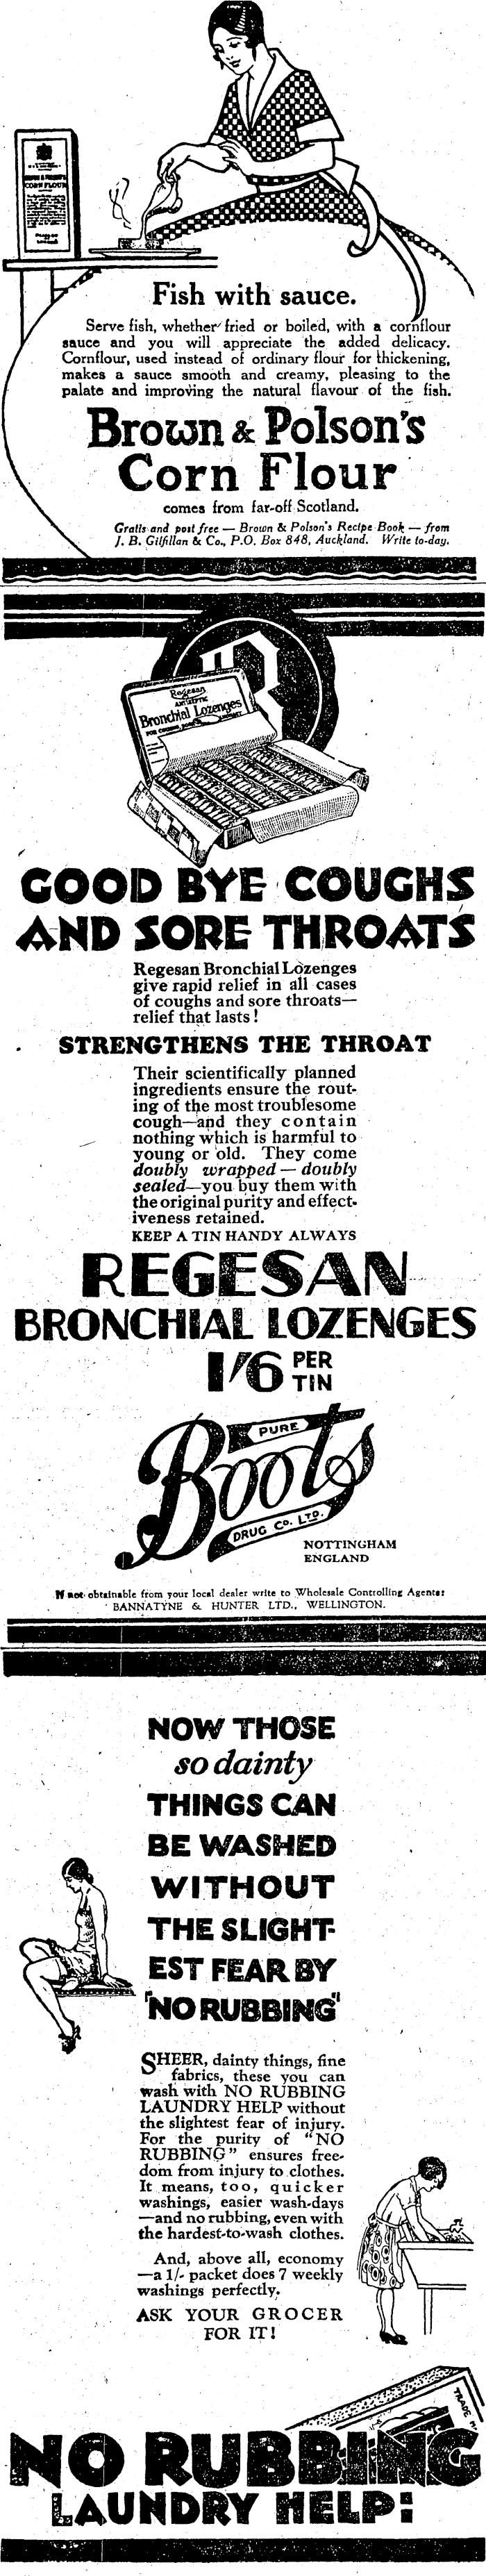 CORN FLOUR
Fish with sauce.
Serve fish, whether fried or boiled, with a cornflour
sauce and you will appreciate the added delicacy.
Cornflour, used instead of ordinary flour for thickening,
makes a sauce smooth and creamy, pleasing to the
palate and improving the natural flavour of the fish.
Brown & Polson's
Corn Flour
comes from far-off Scotland.
Gratis and post free — Brown & Polson's Recipe Book — from
J. B. Gilfillan & Co., P.O. Box 848, Auckland. Write to-day.
Regesan
ANTISEPTIC
Bronchial Lozenges
GOOD BYE COUGHS
AND SORE THROATS
Regesan Bronchial Lozenges
give rapid relief in all cases
of coughs and sore throats—
relief that lasts!
STRENGTHENS THE THROAT
Their scientifically planned
ingredients ensure the rout-
ing of the most troublesome
cough—and they contain
nothing which is harmful to
young or old. They come
doubly wrapped — doubly
sealed—you buy them with
the original purity and effect-
iveness retained.
KEEP A TIN HANDY ALWAYS
REGESAN
BRONCHIAL LOZENGES
1/6 PER TIN
PURE
Boots
DRUG CO. LTD.
NOTTINGHAM
ENGLAND
If not obtainable from your local dealer write to Wholesale Controlling Agents:
BANNATYNE & HUNTER LTD., WELLINGTON.
NOW THOSE
so dainty
THINGS CAN
BE WASHED
WITHOUT
THE SLIGHT-
EST FEAR BY
"NO RUBBING"
SHEER, dainty things, fine
fabrics, these you can
wash with NO RUBBING
LAUNDRY HELP without
the slightest fear of injury.
For the purity of "NO
RUBBING" ensures free-
dom from injury to clothes.
It means, too, quicker
washings, easier wash-days
—and no rubbing, even with
the hardest-to-wash clothes.
And, above all, economy
—a 1/- packet does 7 weekly
washings perfectly.
ASK YOUR GROCER
FOR IT!
TRADE M
NO RUBBING
LAUNDRY HELP: